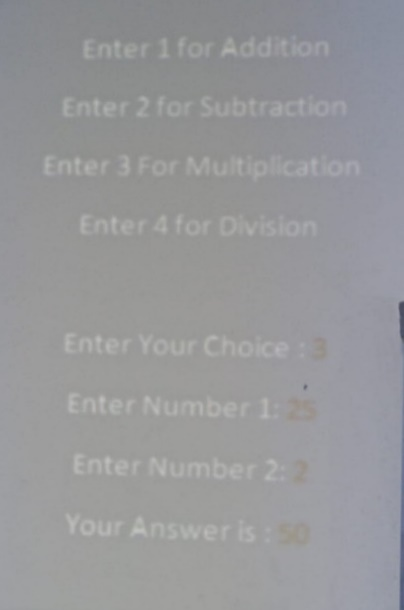 Enter 1 for Addition
Enter 2 for Subtraction
Enter 3 For Multiplication
Enter 4 for Division
Enter Your Choice : 3
Enter Number 1: 25
Enter Number 2: 2
Your Answer is : 50